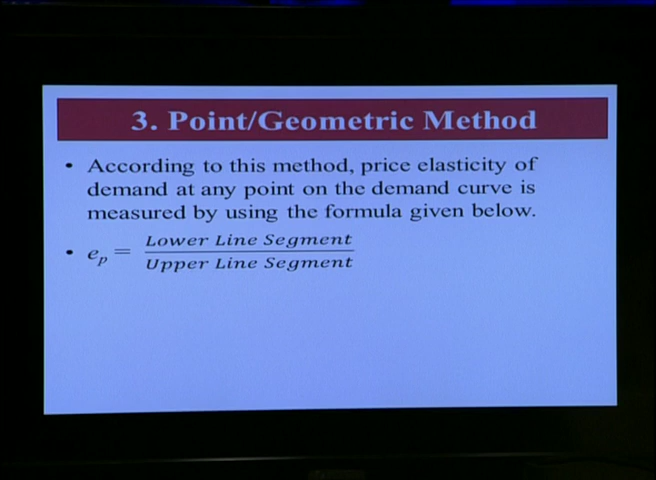 3. Point/Geometric Method
• According to this method, price elasticity of
demand at any point on the demand curve is
measured by using the formula given below.
• eₚ = Lower Line Segment
Upper Line Segment